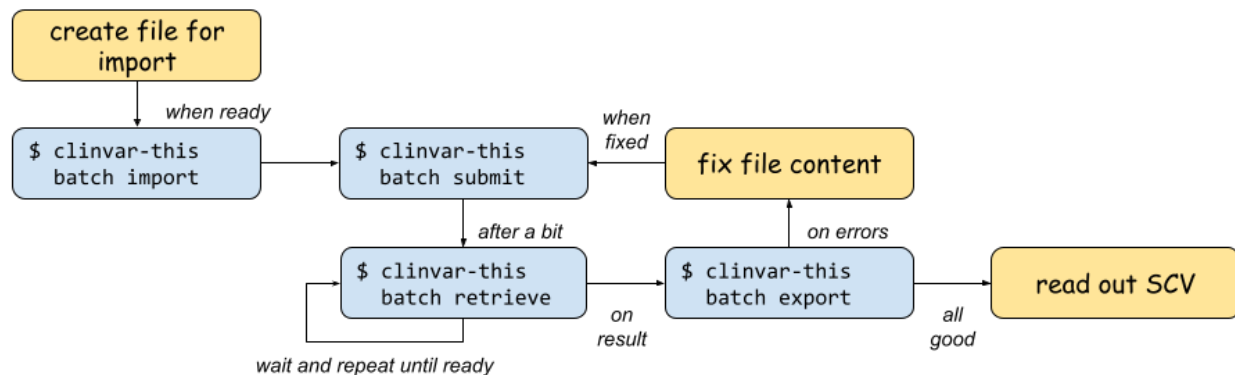 create file for
import
when ready
$ clinvar-this
batch import
$ clinvar-this
batch submit
when
fixed
fix file content
after a bit
on errors
$ clinvar-this
batch retrieve
on
result
$ clinvar-this
batch export
all
good
read out SCV
wait and repeat until ready